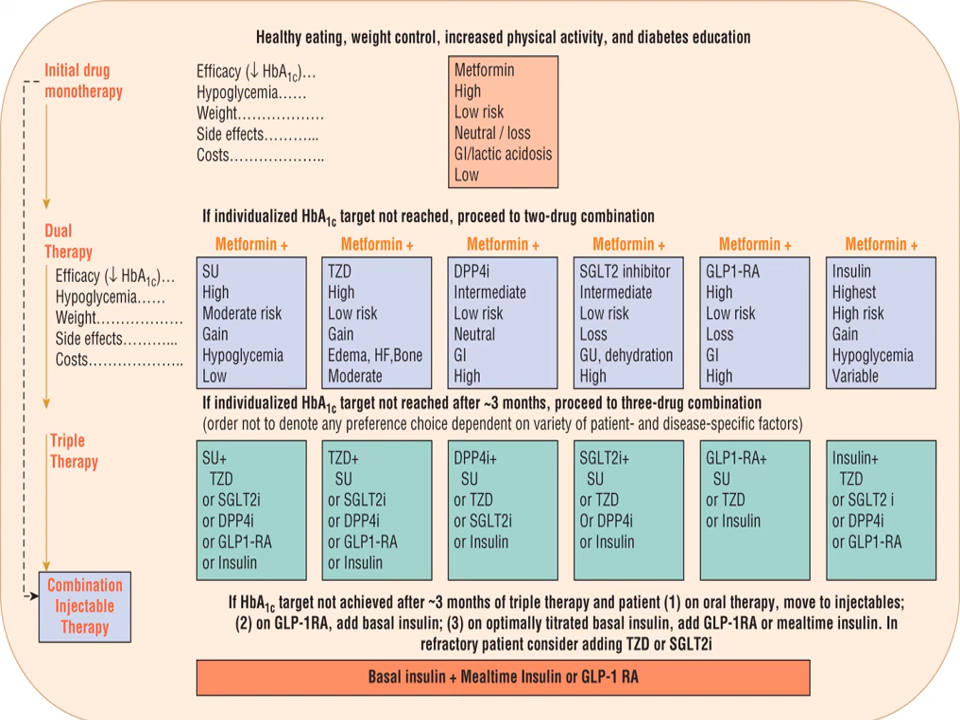 Healthy eating, weight control, increased physical activity, and diabetes education
Initial drug
monotherapy
Efficacy (↓ HbA1c)…
Hypoglycemia……
Weight………………
Side effects………...
Costs………………..
Metformin
High
Low risk
Neutral / loss
GI/lactic acidosis
Low
If individualized HbA1c target not reached, proceed to two-drug combination
Dual
Therapy
Efficacy (↓ HbA1c)…
Hypoglycemia……
Weight………………
Side effects………...
Costs………………..
Metformin +
SU
High
Moderate risk
Gain
Hypoglycemia
Low
Metformin +
TZD
High
Low risk
Gain
Edema, HF,Bone
Moderate
Metformin +
DPP4i
Intermediate
Low risk
Neutral
GI
High
Metformin +
SGLT2 inhibitor
Intermediate
Low risk
Loss
GU, dehydration
High
Metformin +
GLP1-RA
High
Low risk
Loss
GI
High
Metformin +
Insulin
Highest
High risk
Gain
Hypoglycemia
Variable
If individualized HbA1c target not reached after ~3 months, proceed to three-drug combination
(order not to denote any preference choice dependent on variety of patient- and disease-specific factors)
Triple
Therapy
SU+
TZD
or SGLT2i
or DPP4i
or GLP1-RA
or Insulin
TZD+
SU
or SGLT2i
or DPP4i
or GLP1-RA
or Insulin
DPP4i+
SU
or TZD
or SGLT2i
or Insulin
SGLT2i+
SU
or TZD
Or DPP4i
or Insulin
GLP1-RA+
SU
or TZD
or Insulin
Insulin+
TZD
or SGLT2 i
or DPP4i
or GLP1-RA
Combination
Injectable
Therapy
If HbA1c target not achieved after ~3 months of triple therapy and patient (1) on oral therapy, move to injectables;
(2) on GLP-1RA, add basal insulin; (3) on optimally titrated basal insulin, add GLP-1RA or mealtime insulin. In
refractory patient consider adding TZD or SGLT2i
Basal insulin + Mealtime Insulin or GLP-1 RA